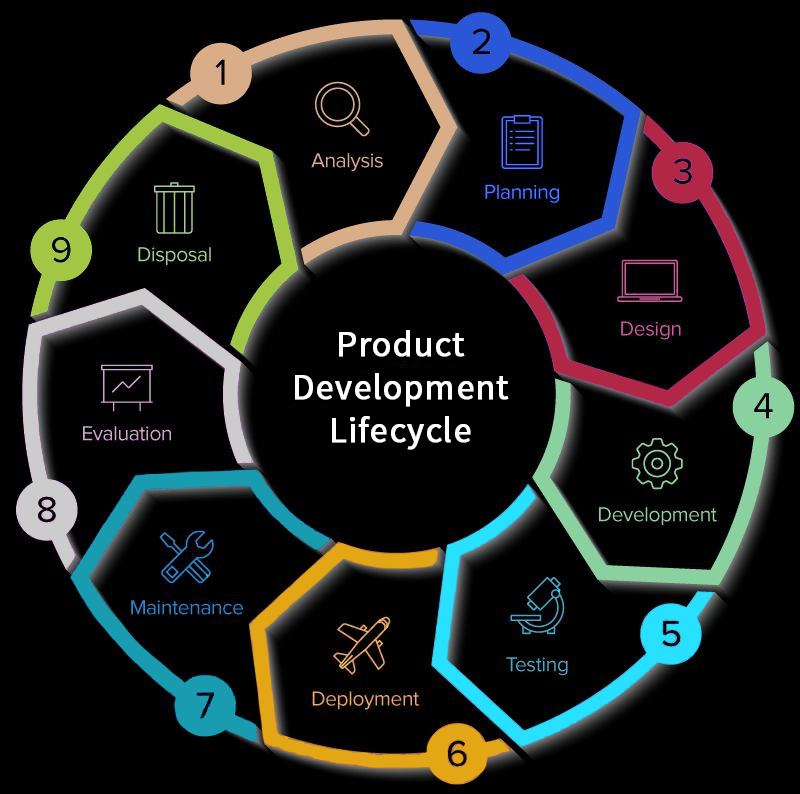 Product
Development
Lifecycle
1
Analysis
2
Planning
3
Design
4
Development
5
Testing
6
Deployment
7
Maintenance
8
Evaluation
9
Disposal